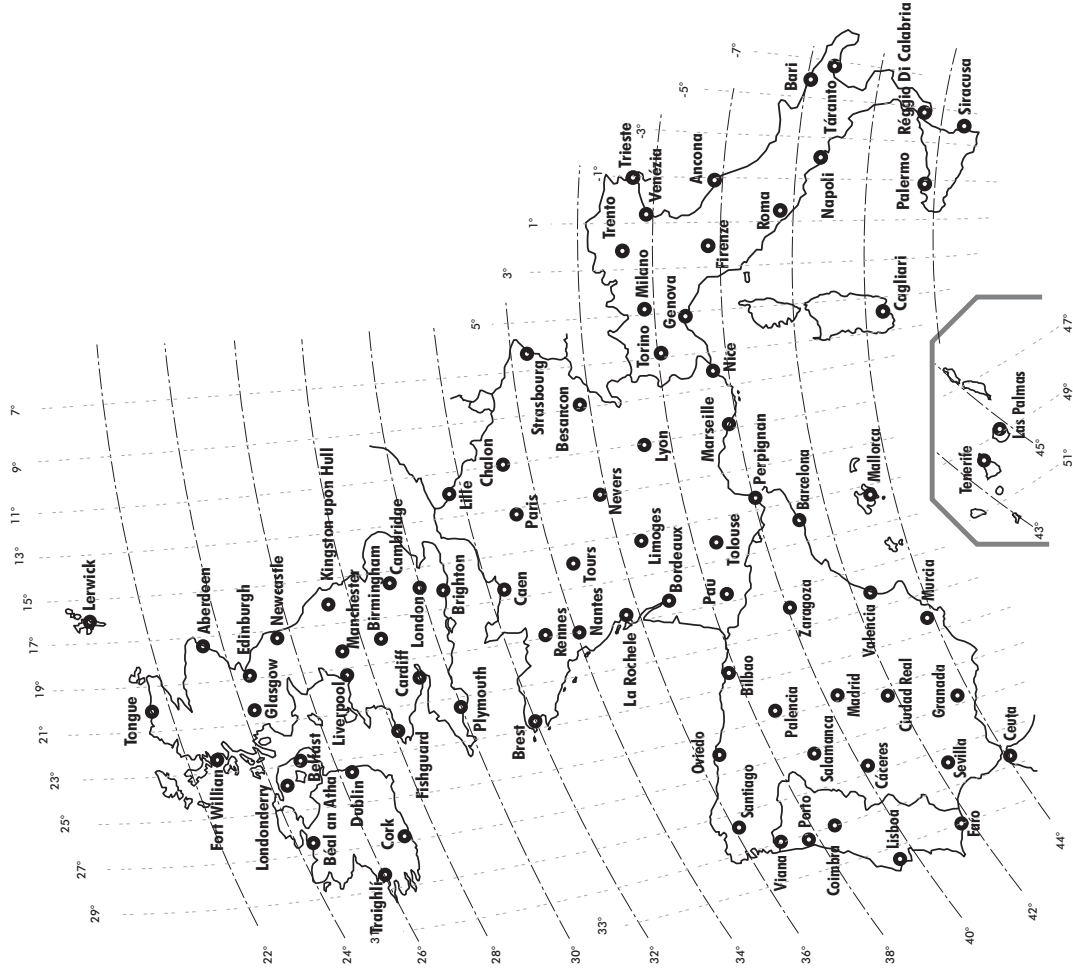 29°
27°
25°
23°
21°
19°
17°
15°
13°
11°
9°
7°
5°
3°
1°
-1°
-3°
-5°
-7°
Lerwick
Tongue
Aberdeen
Fort Willian
Edinburgh
Glasgow
Newcastle
Londonderry
Belfast
Béal an Atha
Dublin
Cork
Traighlí
31°
33°
Kingston-upon Hull
Manchester
Liverpool
Birmingham
Cambridge
London
Brighton
Cardiff
Fishguard
Plymouth
Lille
Chalon
Strasbourg
Besancon
Paris
Caen
Brest
Rennes
Nantes
Tours
Nevers
Lyon
Limoges
La Rochele
Bordeaux
Pau
Tolouse
Perpignan
Marseille
Nice
Trieste
Trento
Venezia
Milano
Torino
Genova
Firenze
Ancona
Roma
Napoli
Bari
Táranto
Réggio Di Calabria
Siracusa
Palermo
Cagliari
Oviedo
Bilbao
Santiago
Palencia
Zaragoza
Barcelona
Mallorca
Viana
Porto
Coimbra
Lisboa
Faro
Salamanca
Madrid
Cáceres
Ciudad Real
Valencia
Murcia
Granada
Sevilla
Ceuta
Tenerife
Las Palmas
43°
45°
47°
49°
51°
22°
24°
26°
28°
30°
32°
34°
36°
38°
40°
42°
44°